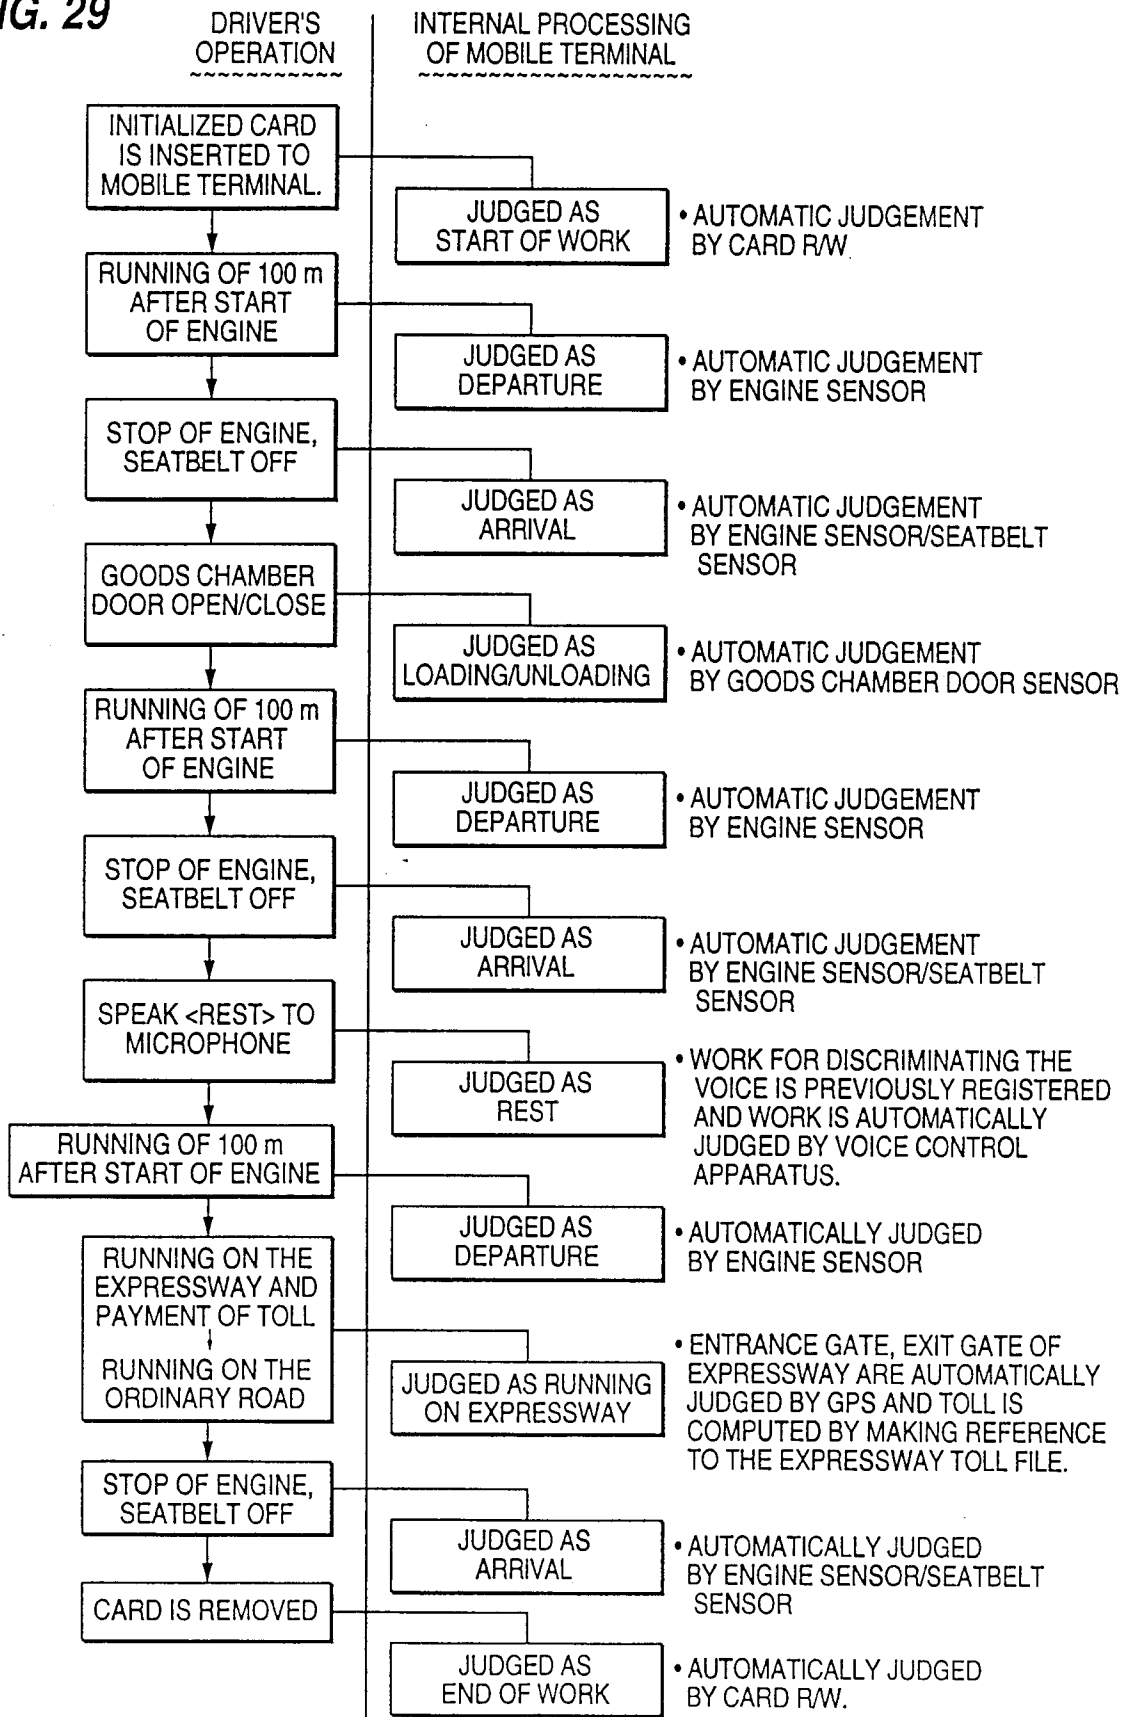 IG. 29
DRIVER'S
OPERATION
INTERNAL PROCESSING
OF MOBILE TERMINAL
INITIALIZED CARD
IS INSERTED TO
MOBILE TERMINAL.
JUDGED AS
START OF WORK
• AUTOMATIC JUDGEMENT
BY CARD R/W.
RUNNING OF 100 m
AFTER START
OF ENGINE
JUDGED AS
DEPARTURE
• AUTOMATIC JUDGEMENT
BY ENGINE SENSOR
STOP OF ENGINE,
SEATBELT OFF
JUDGED AS
ARRIVAL
• AUTOMATIC JUDGEMENT
BY ENGINE SENSOR/SEATBELT
SENSOR
GOODS CHAMBER
DOOR OPEN/CLOSE
JUDGED AS
LOADING/UNLOADING
• AUTOMATIC JUDGEMENT
BY GOODS CHAMBER DOOR SENSOR
RUNNING OF 100 m
AFTER START
OF ENGINE
JUDGED AS
DEPARTURE
• AUTOMATIC JUDGEMENT
BY ENGINE SENSOR
STOP OF ENGINE,
SEATBELT OFF
JUDGED AS
ARRIVAL
• AUTOMATIC JUDGEMENT
BY ENGINE SENSOR/SEATBELT
SENSOR
SPEAK <REST> TO
MICROPHONE
JUDGED AS
REST
• WORK FOR DISCRIMINATING THE
VOICE IS PREVIOUSLY REGISTERED
AND WORK IS AUTOMATICALLY
JUDGED BY VOICE CONTROL
APPARATUS.
RUNNING OF 100 m
AFTER START OF ENGINE
JUDGED AS
DEPARTURE
• AUTOMATICALLY JUDGED
BY ENGINE SENSOR
RUNNING ON THE
EXPRESSWAY AND
PAYMENT OF TOLL
RUNNING ON THE
ORDINARY ROAD
JUDGED AS RUNNING
ON EXPRESSWAY
• ENTRANCE GATE, EXIT GATE OF
EXPRESSWAY ARE AUTOMATICALLY
JUDGED BY GPS AND TOLL IS
COMPUTED BY MAKING REFERENCE
TO THE EXPRESSWAY TOLL FILE.
STOP OF ENGINE,
SEATBELT OFF
JUDGED AS
ARRIVAL
• AUTOMATICALLY JUDGED
BY ENGINE SENSOR/SEATBELT
SENSOR
CARD IS REMOVED
JUDGED AS
END OF WORK
• AUTOMATICALLY JUDGED
BY CARD R/W.